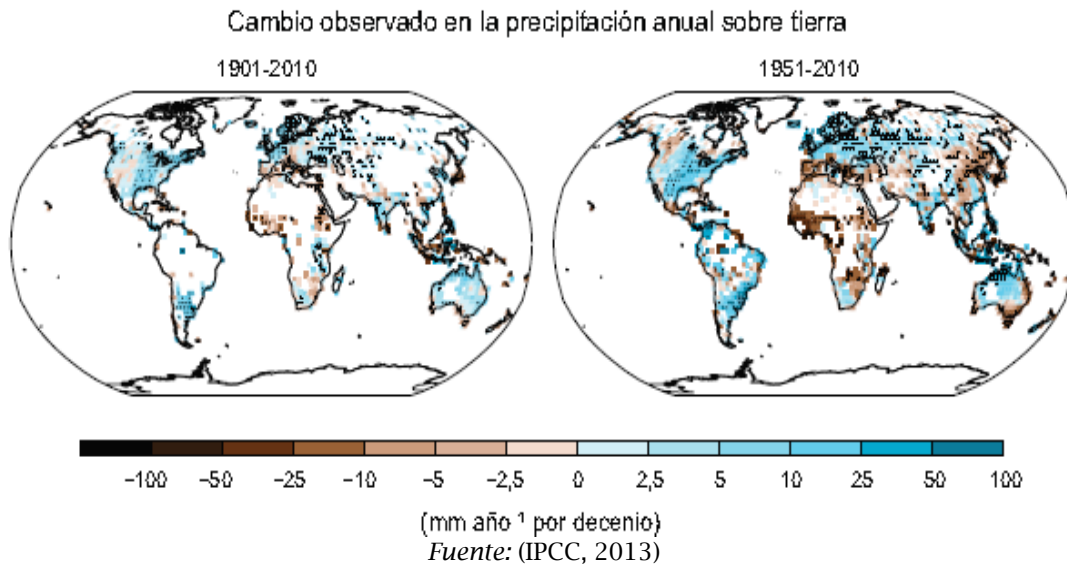 Cambio observado en la precipitación anual sobre tierra
1901-2010 1951-2010
−100 −50 −25 −10 −5 −2,5 0 2,5 5 10 25 50 100
(mm año ¹ por decenio)
Fuente: (IPCC, 2013)